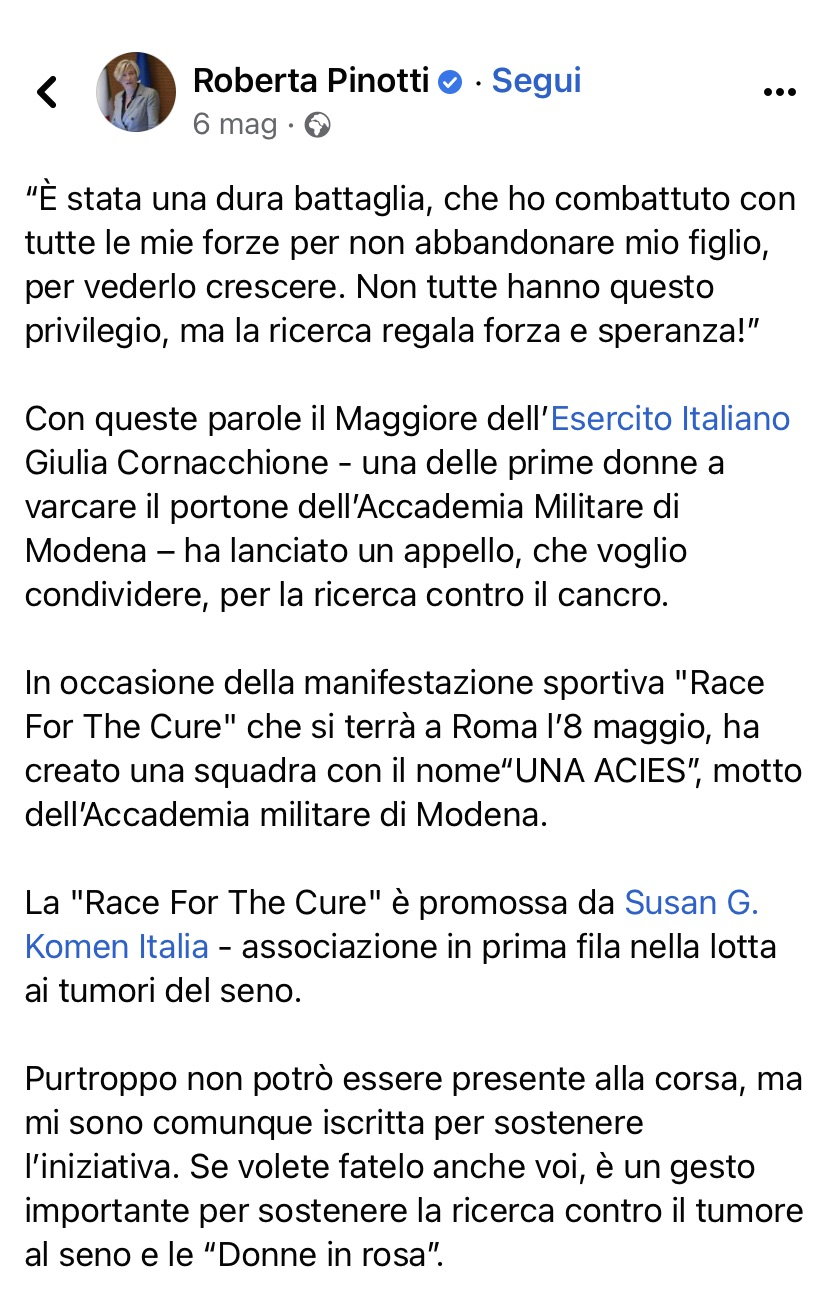 Roberta Pinotti · Segui
6 mag ·
“È stata una dura battaglia, che ho combattuto con
tutte le mie forze per non abbandonare mio figlio,
per vederlo crescere. Non tutte hanno questo
privilegio, ma la ricerca regala forza e speranza!”
Con queste parole il Maggiore dell’Esercito Italiano
Giulia Cornacchione - una delle prime donne a
varcare il portone dell’Accademia Militare di
Modena – ha lanciato un appello, che voglio
condividere, per la ricerca contro il cancro.
In occasione della manifestazione sportiva "Race
For The Cure" che si terrà a Roma l’8 maggio, ha
creato una squadra con il nome“UNA ACIES”, motto
dell’Accademia militare di Modena.
La "Race For The Cure" è promossa da Susan G.
Komen Italia - associazione in prima fila nella lotta
ai tumori del seno.
Purtroppo non potrò essere presente alla corsa, ma
mi sono comunque iscritta per sostenere
l’iniziativa. Se volete fatelo anche voi, è un gesto
importante per sostenere la ricerca contro il tumore
al seno e le “Donne in rosa”.